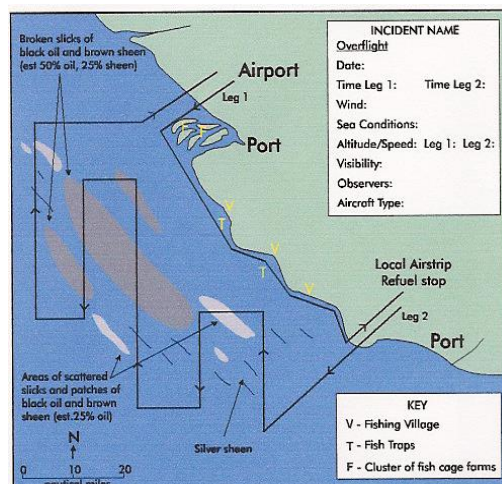 Broken slicks of
black oil and brown sheen
(est 50% oil, 25% sheen)
Airport
Leg 1
F
F
Port
INCIDENT NAME
Overflight
Date:
Time Leg 1: Time Leg 2:
Wind:
Sea Conditions:
Altitude/Speed: Leg 1: Leg 2:
Visibility:
Observers:
Aircraft Type:
V
T
V
T
V
Local Airstrip
Refuel stop
Leg 2
Port
Areas of scattered
slicks and patches of
black oil and brown
sheen (est.25% oil)
Silver sheen
N
0 10 20
nautical miles
KEY
V - Fishing Village
T - Fish Traps
F - Cluster of fish cage farms